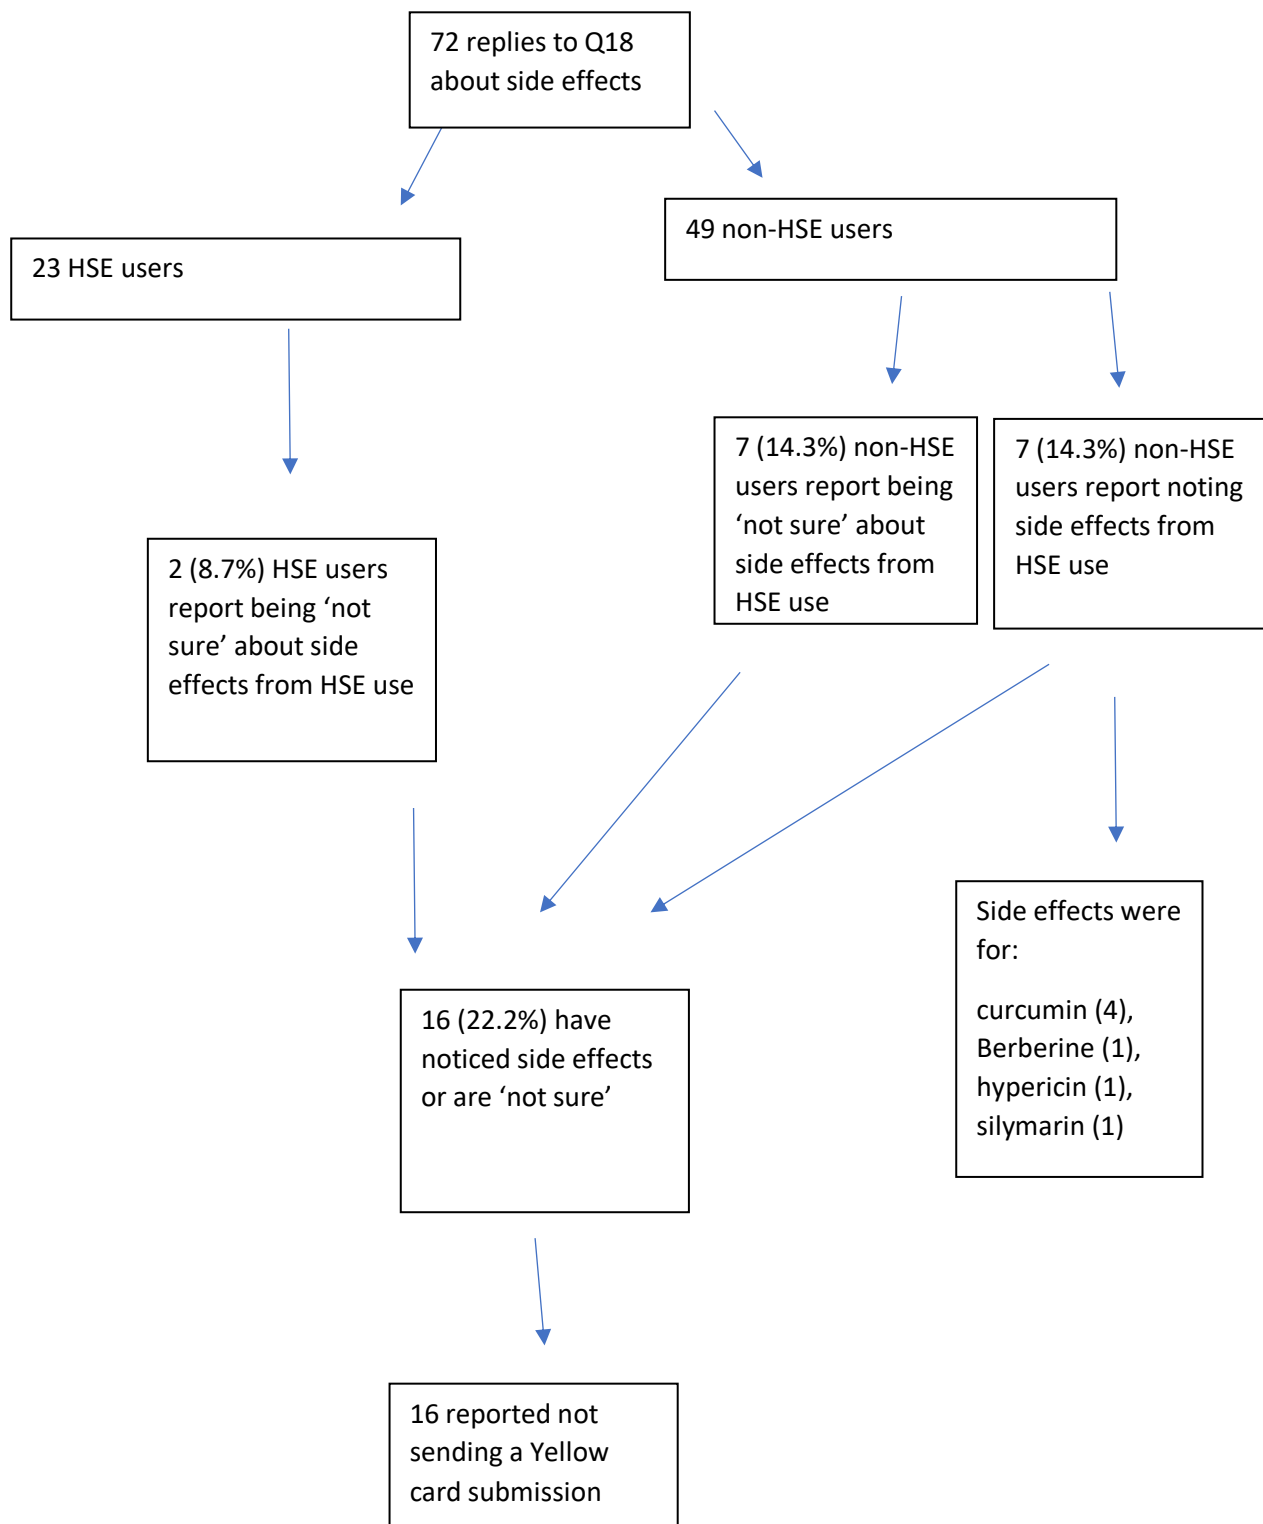 72 replies to Q18
about side effects
23 HSE users
49 non-HSE users
2 (8.7%) HSE users
report being ‘not
sure’ about side
effects from HSE use
7 (14.3%) non-HSE
users report being
‘not sure’ about
side effects from
HSE use
7 (14.3%) non-HSE
users report noting
side effects from
HSE use
16 (22.2%) have
noticed side effects
or are ‘not sure’
Side effects were
for:
curcumin (4),
Berberine (1),
hypericin (1),
silymarin (1)
16 reported not
sending a Yellow
card submission